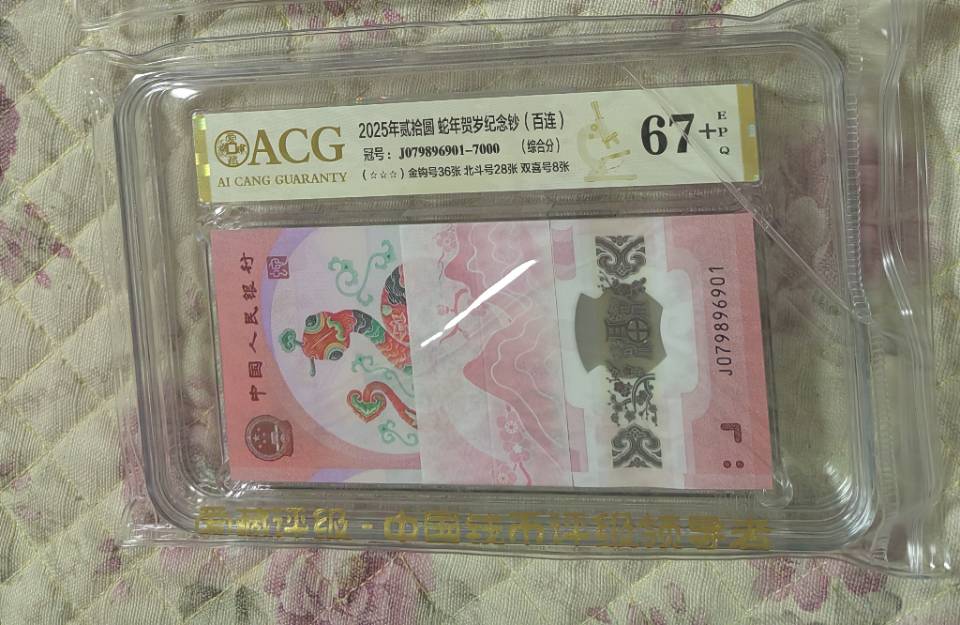 ACG
AI CANG GUARANTY
2025年贰拾圆 蛇年贺岁纪念钞（百连）
冠号：J079896901-7000 （综合分）
（☆☆☆）金钩号36张 北斗号28张 双喜号8张
67+
EPQ
中國人民銀行
J079896901
爱藏评级·中国钱币评级领导者